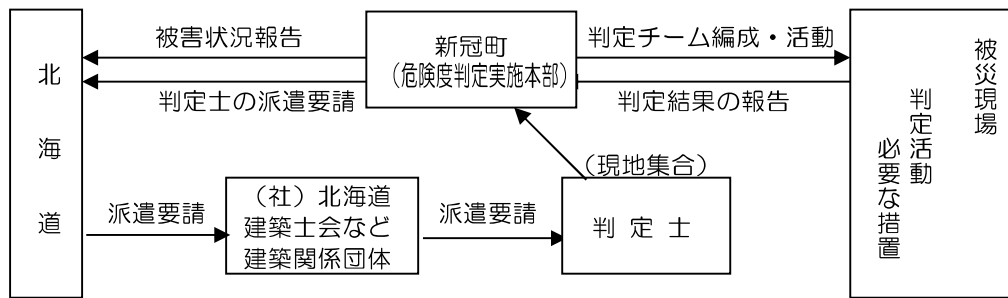 北海道
被害状況報告
判定士の派遣要請
新冠町
（危険度判定実施本部）
判定チーム編成・活動
判定結果の報告
被災現場
判定活動
必要な措置
（現地集合）
派遣要請
（社）北海道
建築士会など
建築関係団体
派遣要請
判定士